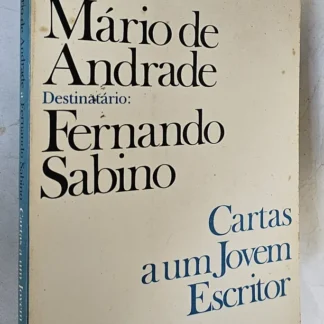 Mário de
Andrade
Destinatário:
Fernando
Sabino
Cartas
a um Jovem
Escritor